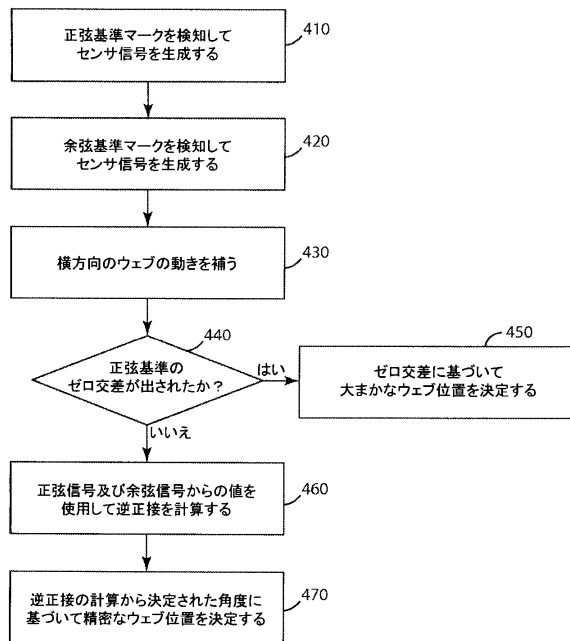 正弦基準マークを検知して
センサ信号を生成する
410
余弦基準マークを検知して
センサ信号を生成する
420
横方向のウェブの動きを補う
430
440
正弦基準の
ゼロ交差が出されたか？
はい
450
ゼロ交差に基づいて
大まかなウェブ位置を決定する
いいえ
正弦信号及び余弦信号からの値を
使用して逆正接を計算する
460
逆正接の計算から決定された角度に
基づいて精密なウェブ位置を決定する
470